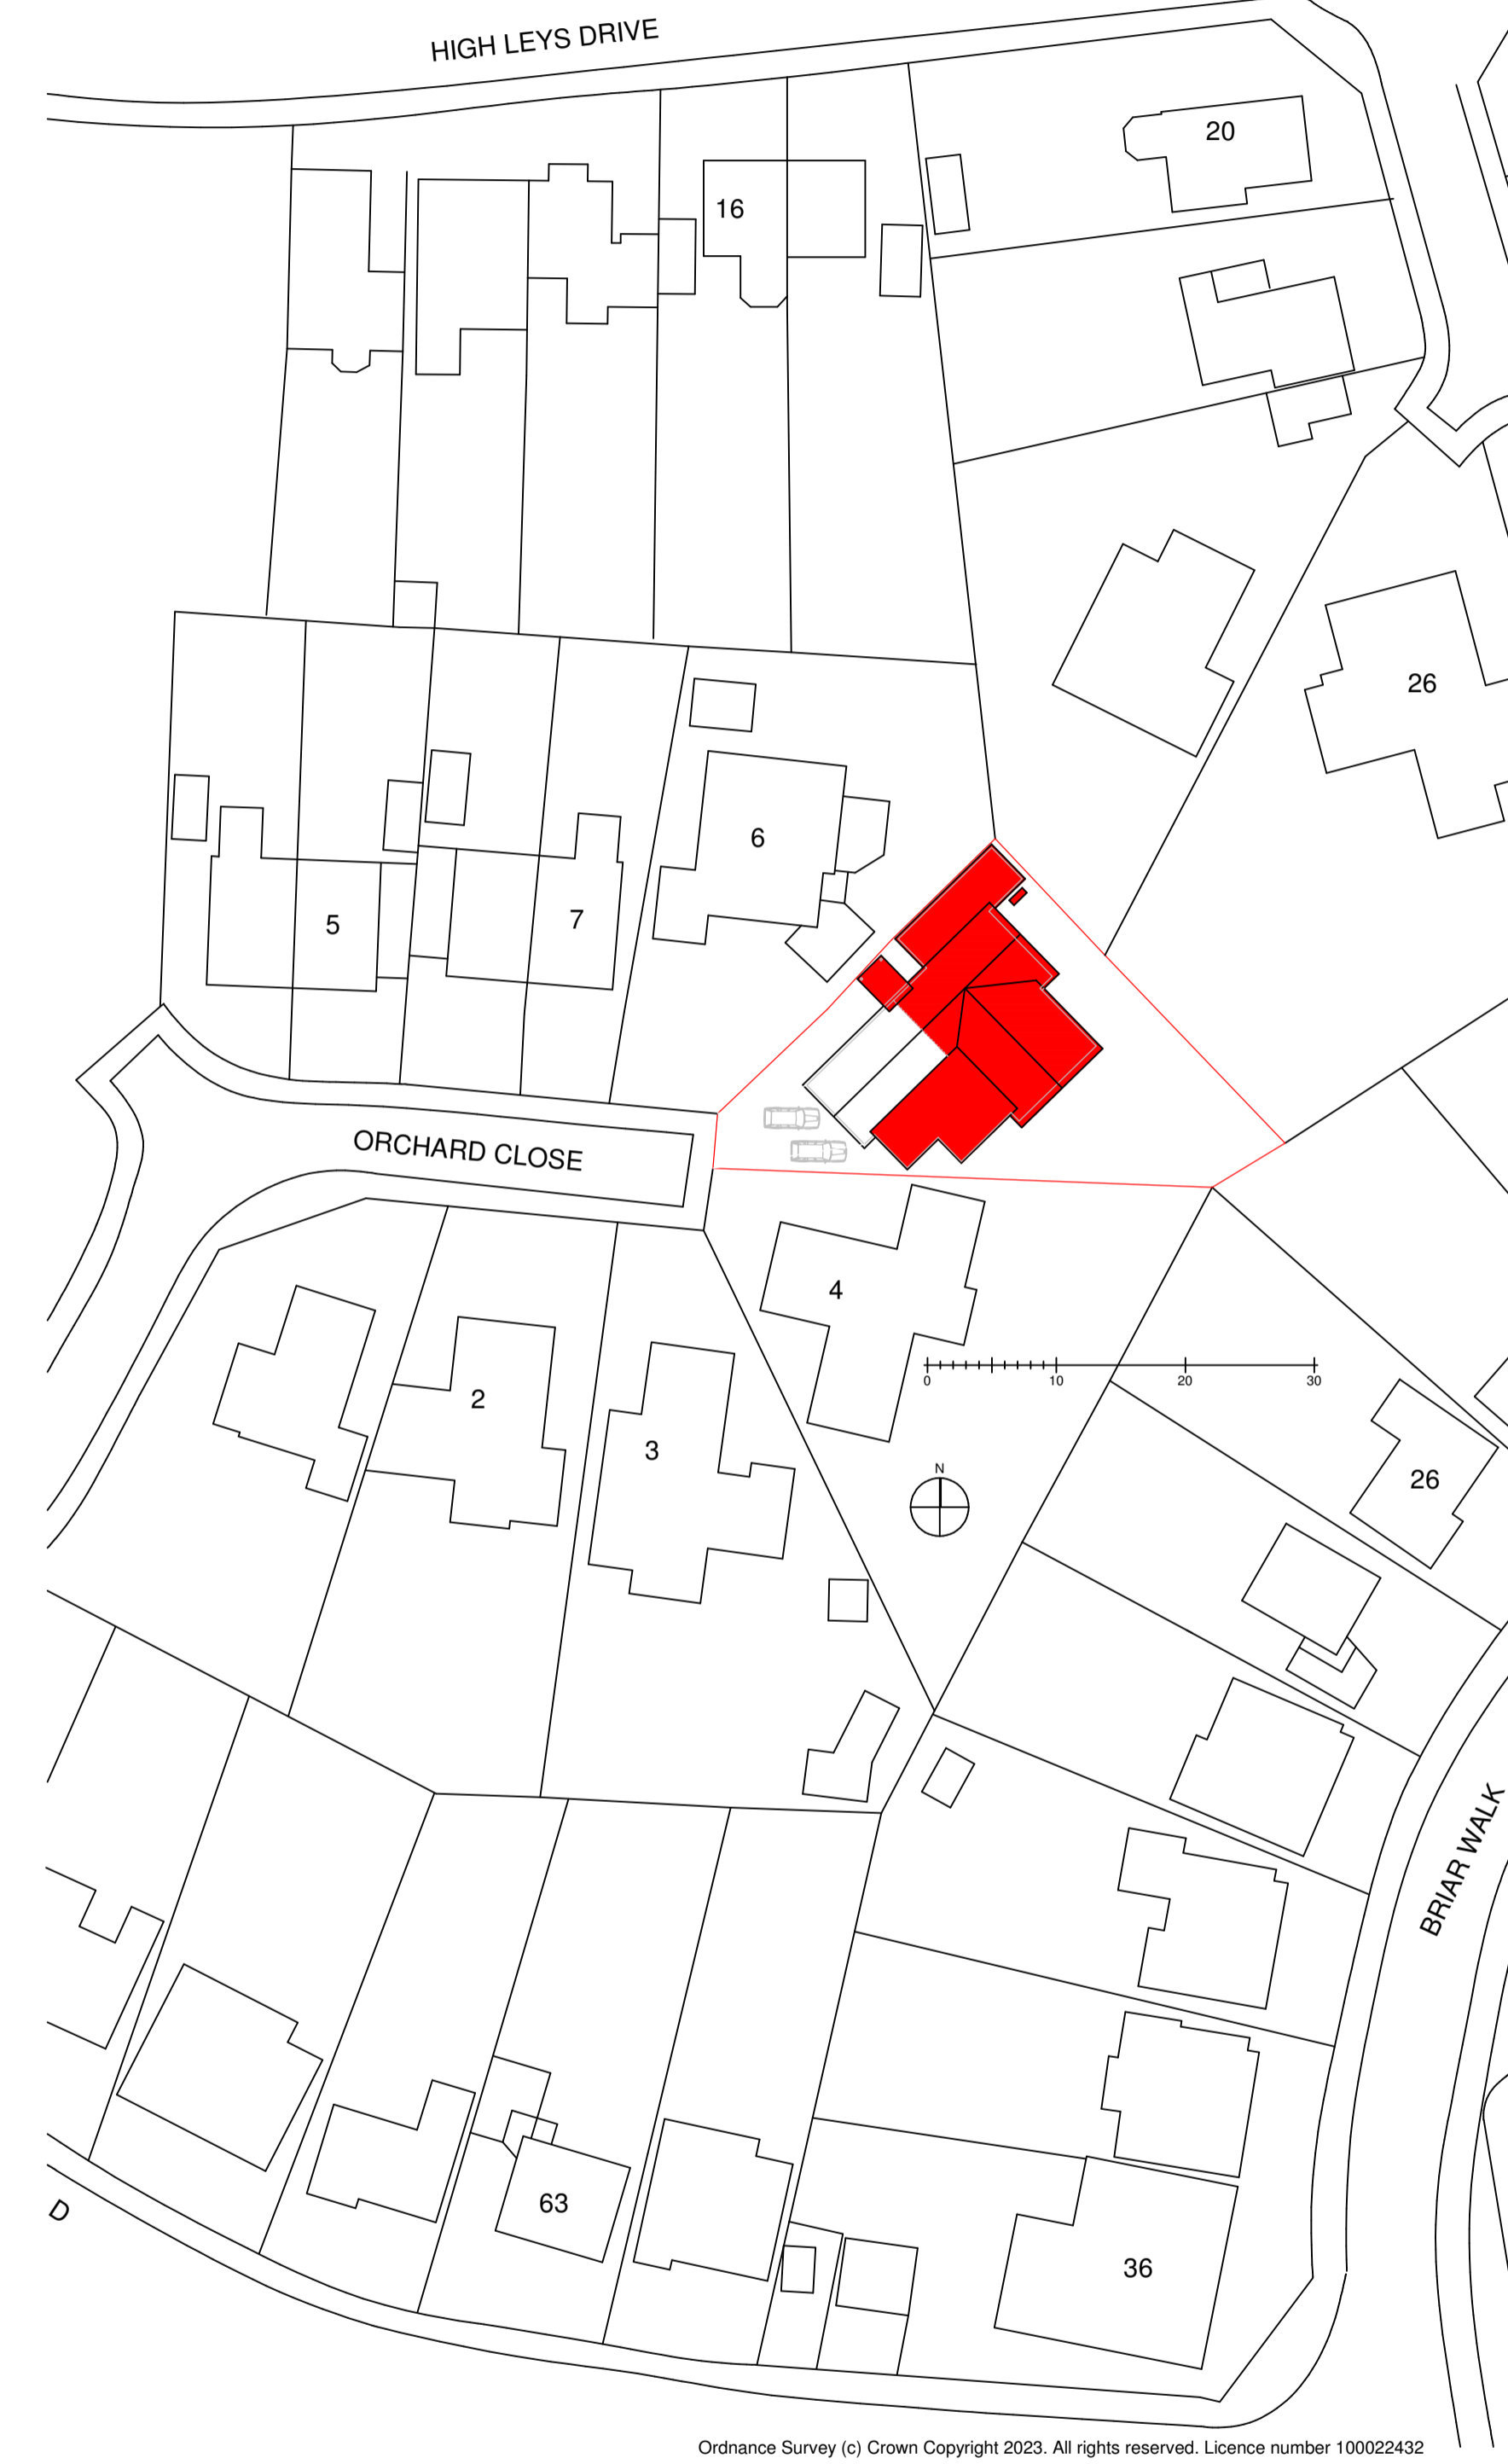 HIGH LEYS DRIVE
20
16
26
6
5
7
ORCHARD CLOSE
4
0 10 20 30
2
3
N
26
BRIAR WALK
D
63
36
Ordnance Survey (c) Crown Copyright 2023. All rights reserved. Licence number 100022432